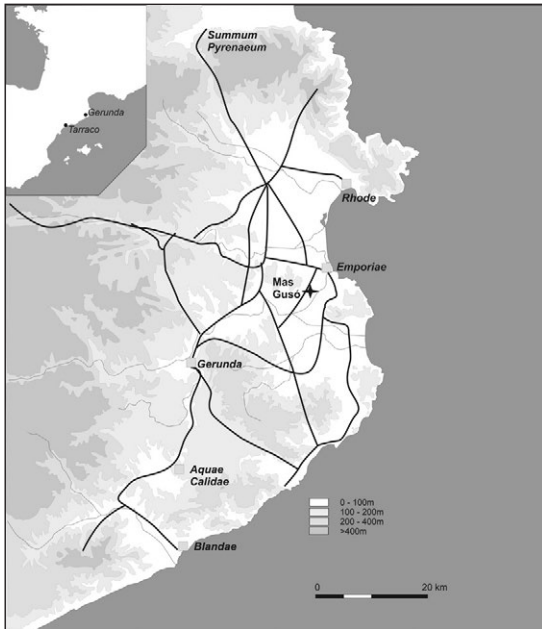 Summum
Pyrenaeum
Gerunda
Tarraco
Rhode
Emporiae
Mas
Gusó
Gerunda
Aquae
Calidae
0 - 100m
100 - 200m
200 - 400m
>400m
Blandae
0
20 km